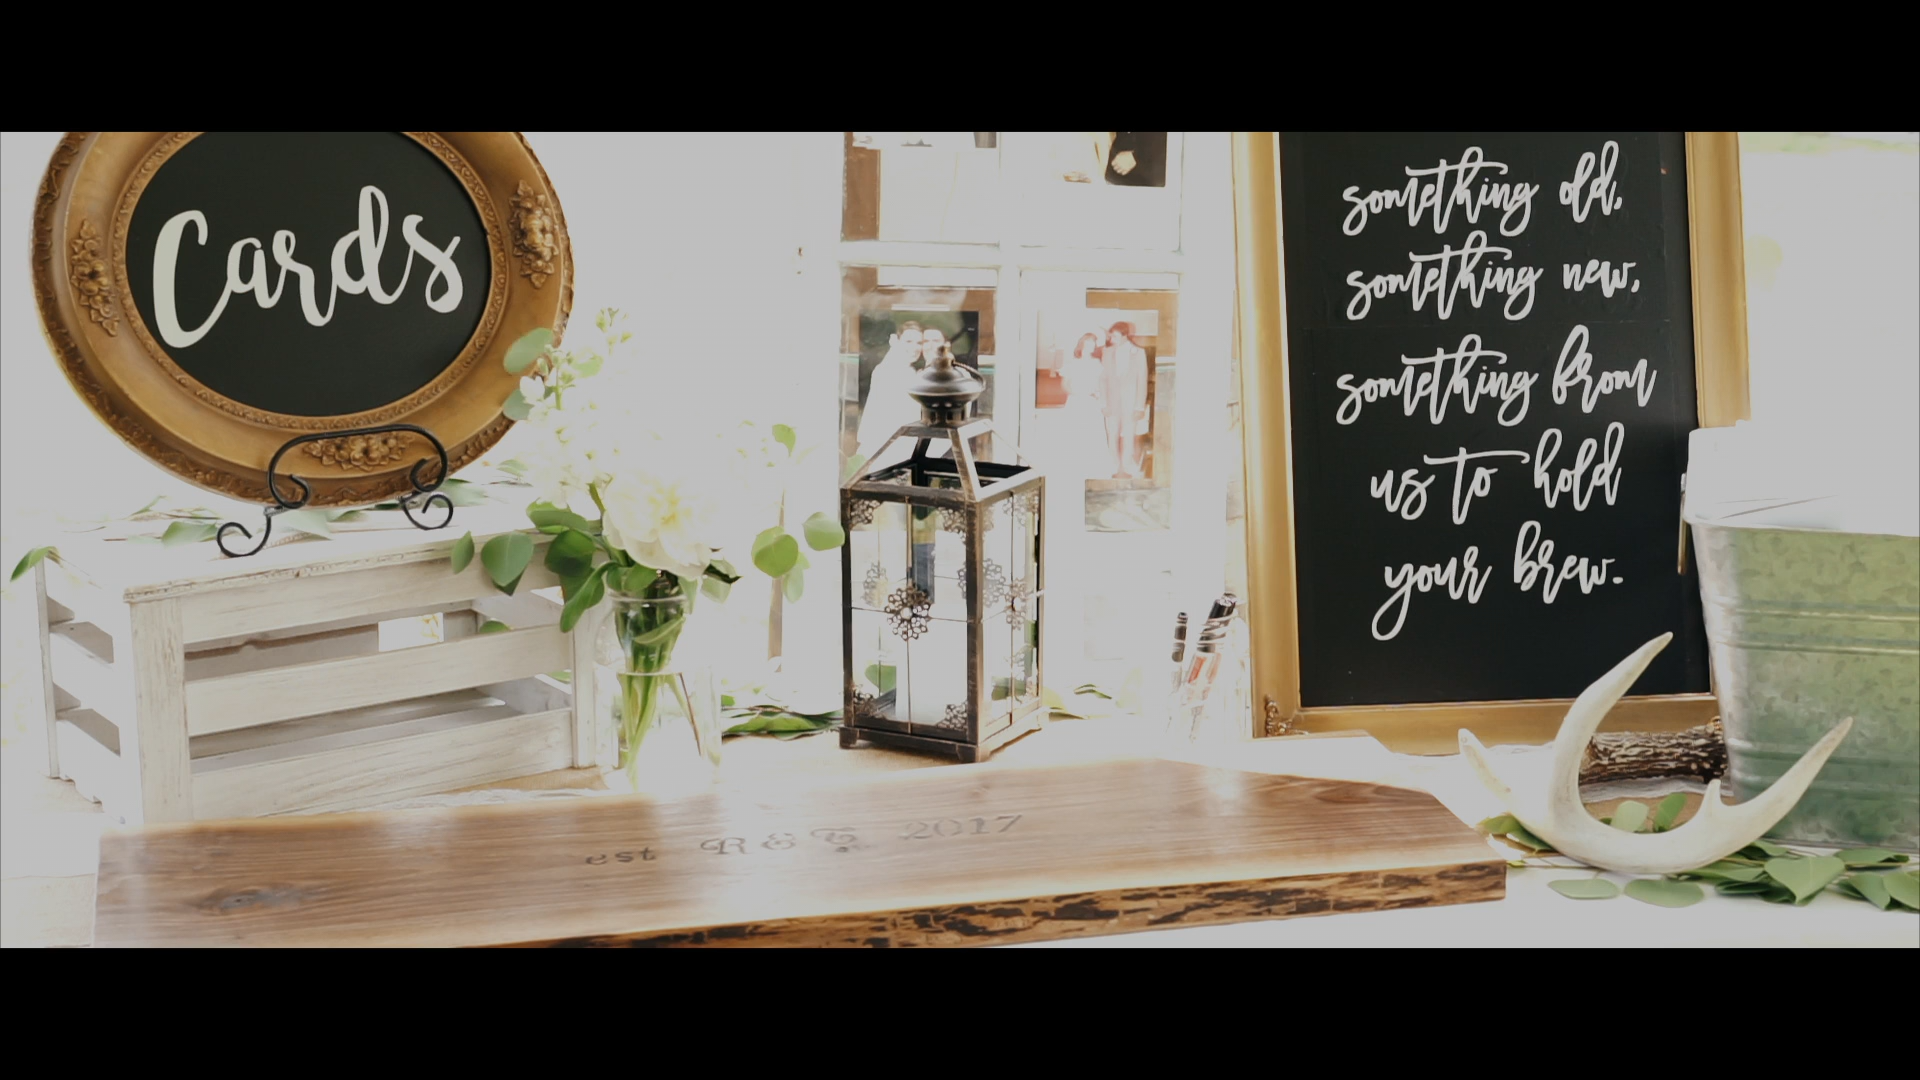 Cards
something old,
something new,
something from
us to hold
your brew.
est R & T. 2017